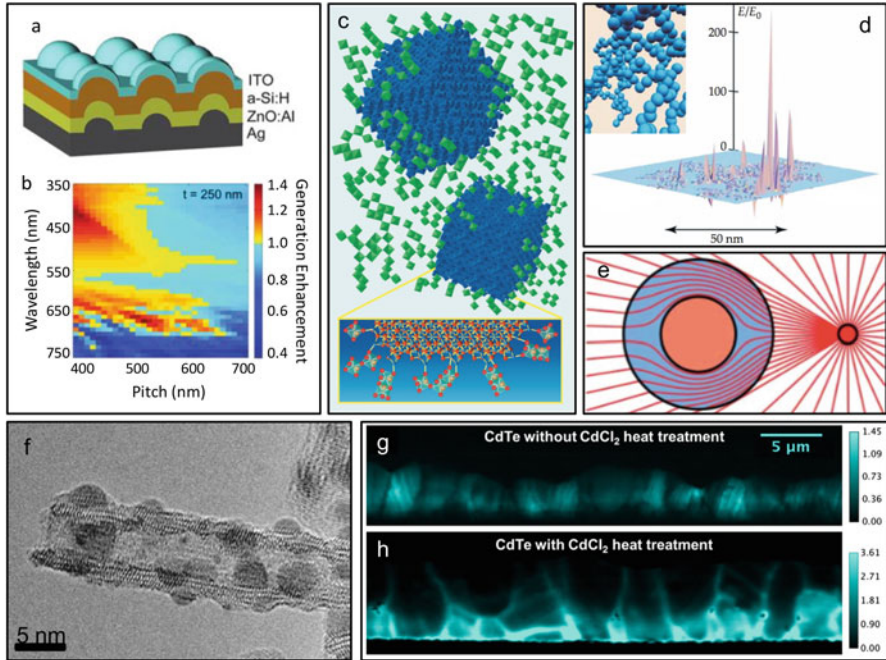 a
ITO
a-Si:H
ZnO:Al
Ag
b
t = 250 nm
350
450
550
650
750
Wavelength (nm)
400
500
600
700
Pitch (nm)
1.4
1.2
1.0
0.8
0.6
0.4
Generation Enhancement
c
d
E/E₀
200
100
0
50 nm
e
f
5 nm
g
CdTe without CdCl₂ heat treatment
5 μm
1.45
1.09
0.73
0.36
0.00
h
CdTe with CdCl₂ heat treatment
3.61
2.71
1.81
0.90
0.00